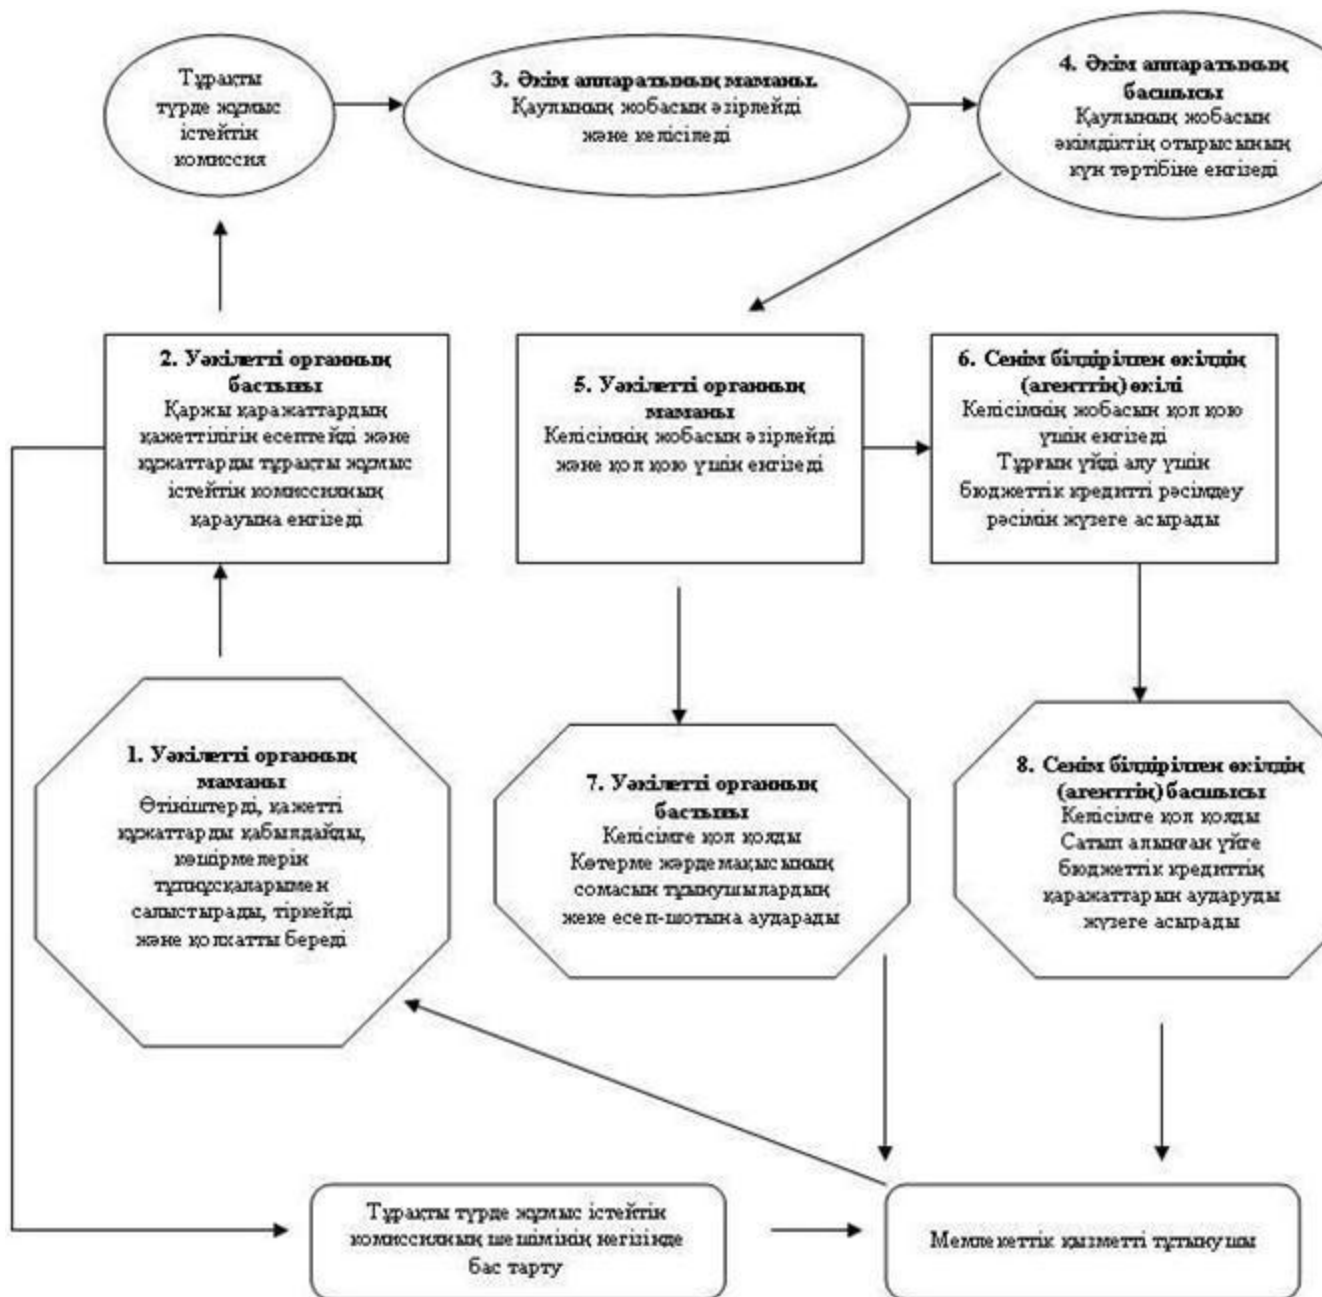 Тұрақты
түрде жұмыс
істейтін
комиссия
3. Әкім аппаратының маманы.
Қаулының жобасын әзірлейді
және келісіледі
4. Әкім аппаратының
басшысы
Қаулының жобасын
әкімдіктің отырысының
күн тәртібіне енгізеді
2. Уәкілетті органның
бастығы
Қаржы қаражаттардың
қажеттілігін есептейді және
құжаттарды тұрақты жұмыс
істейтін комиссияның
қарауына енгізеді
5. Уәкілетті органның
маманы
Келісімнің жобасын әзірлейді
және қол қою үшін енгізеді
6. Сенім білдірілген өкілдің
(агенттің) өкілі
Келісімнің жобасын қол қою
үшін енгізеді
Тұрғын үйді алу үшін
бюджеттік кредитті рәсімдеу
рәсімін жүзеге асырады
1. Уәкілетті органның
маманы
Өтініштерді, қажетті
құжаттарды қабылдайды,
көшірмелерін
тұпнұсқаларымен
салыстырады, тіркейді
және қолхатты береді
7. Уәкілетті органның
бастығы
Келісімге қол қояды
Көтерме жәрдемақысының
сомасын тұынушылардың
жеке есеп-шотына аударады
8. Сенім білдірілген өкілдің
(агенттің) басшысы
Келісімге қол қояды
Сатып алынған үйге
бюджеттік кредиттің
қаражаттарын аударуды
жүзеге асырады
Тұрақты түрде жұмыс істейтін
комиссияның шешімінің негізінде
бас тарту
Мемлекеттік қызметті тұтынушы